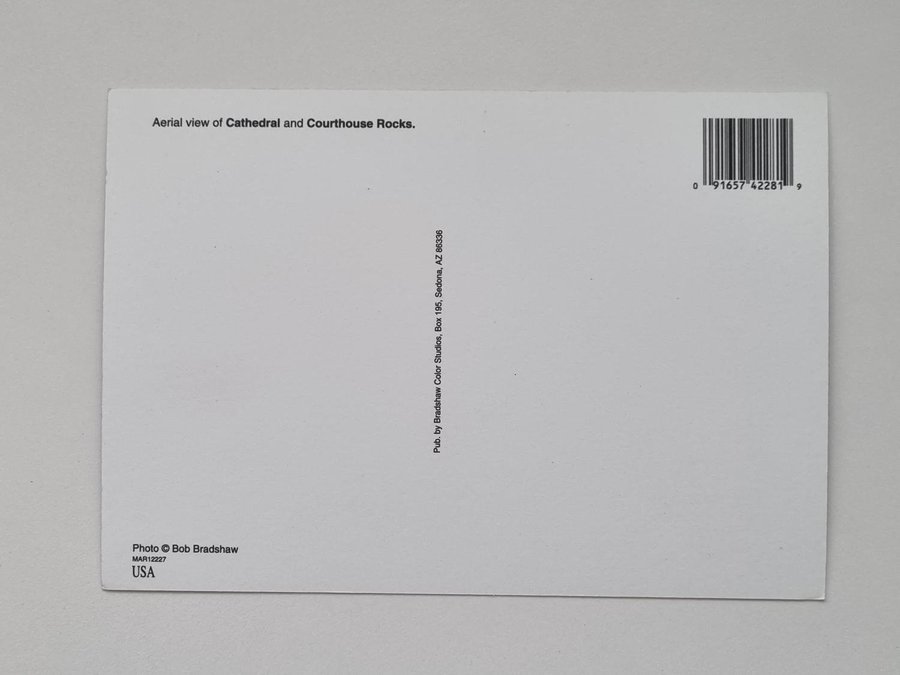 Aerial view of Cathedral and Courthouse Rocks.
0 91657 42281 9
Pub. by Bradshaw Color Studios, Box 195, Sedona, AZ 86336
Photo © Bob Bradshaw
MAR12227
USA